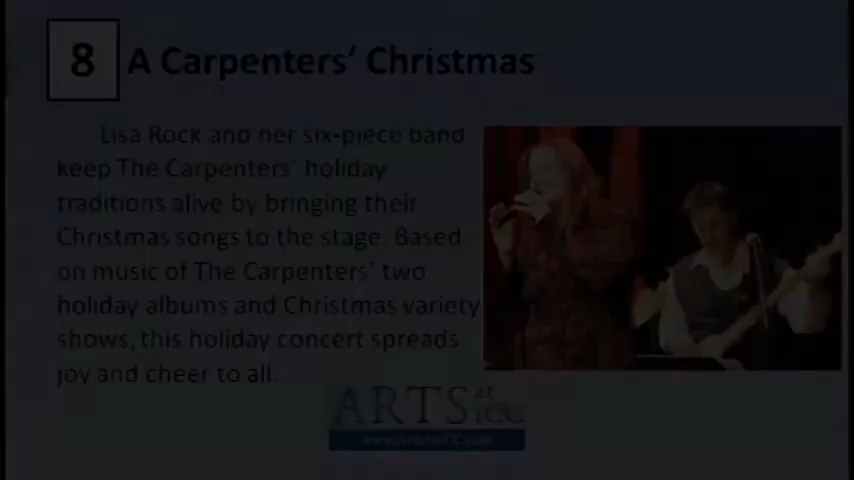 8 A Carpenters' Christmas
Lisa Rock and her six-piece band
keep The Carpenters' holiday
traditions alive by bringing their
Christmas songs to the stage. Based
on music of The Carpenters' two
holiday albums and Christmas variety
shows, this holiday concert spreads
joy and cheer to all.
ARTS at
ICC